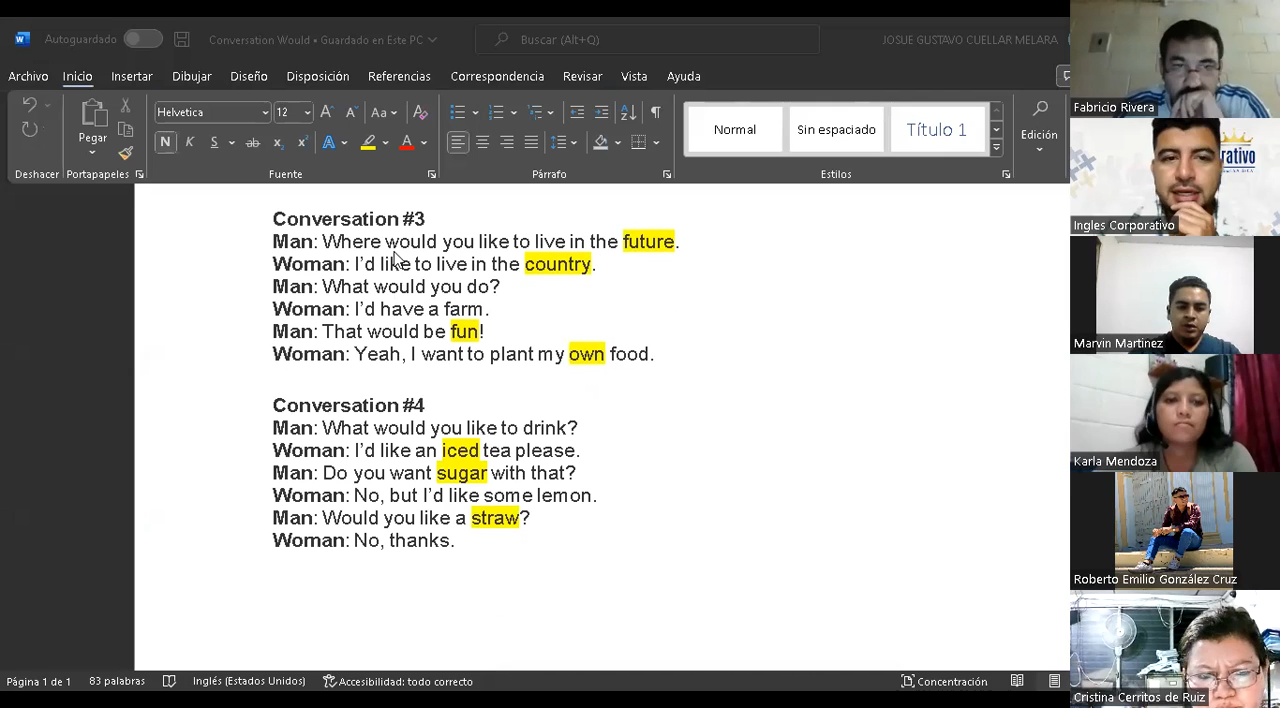 Autoguardado
Conversation Would • Guardado en Este PC
Buscar (Alt+Q)
JOSUE GUSTAVO CUELLAR MELARA
Archivo Inicio Insertar Dibujar Diseño Disposición Referencias Correspondencia Revisar Vista Ayuda
Helvetica 12 Aa
Pegar
N K S ab x₂ x² A A
Normal
Sin espaciado
Título 1
Edición
Deshacer Portapapeles Fuente Párrafo Estilos
Conversation #3
Man: Where would you like to live in the future.
Woman: I'd like to live in the country.
Man: What would you do?
Woman: I'd have a farm.
Man: That would be fun!
Woman: Yeah, I want to plant my own food.
Conversation #4
Man: What would you like to drink?
Woman: I'd like an iced tea please.
Man: Do you want sugar with that?
Woman: No, but I'd like some lemon.
Man: Would you like a straw?
Woman: No, thanks.
Página 1 de 1 83 palabras Inglés (Estados Unidos) Accesibilidad: todo correcto Concentración
Fabricio Rivera
Ingles Corporativo
Marvin Martinez
Karla Mendoza
Roberto Emilio González Cruz
Cristina Cerritos de Ruiz